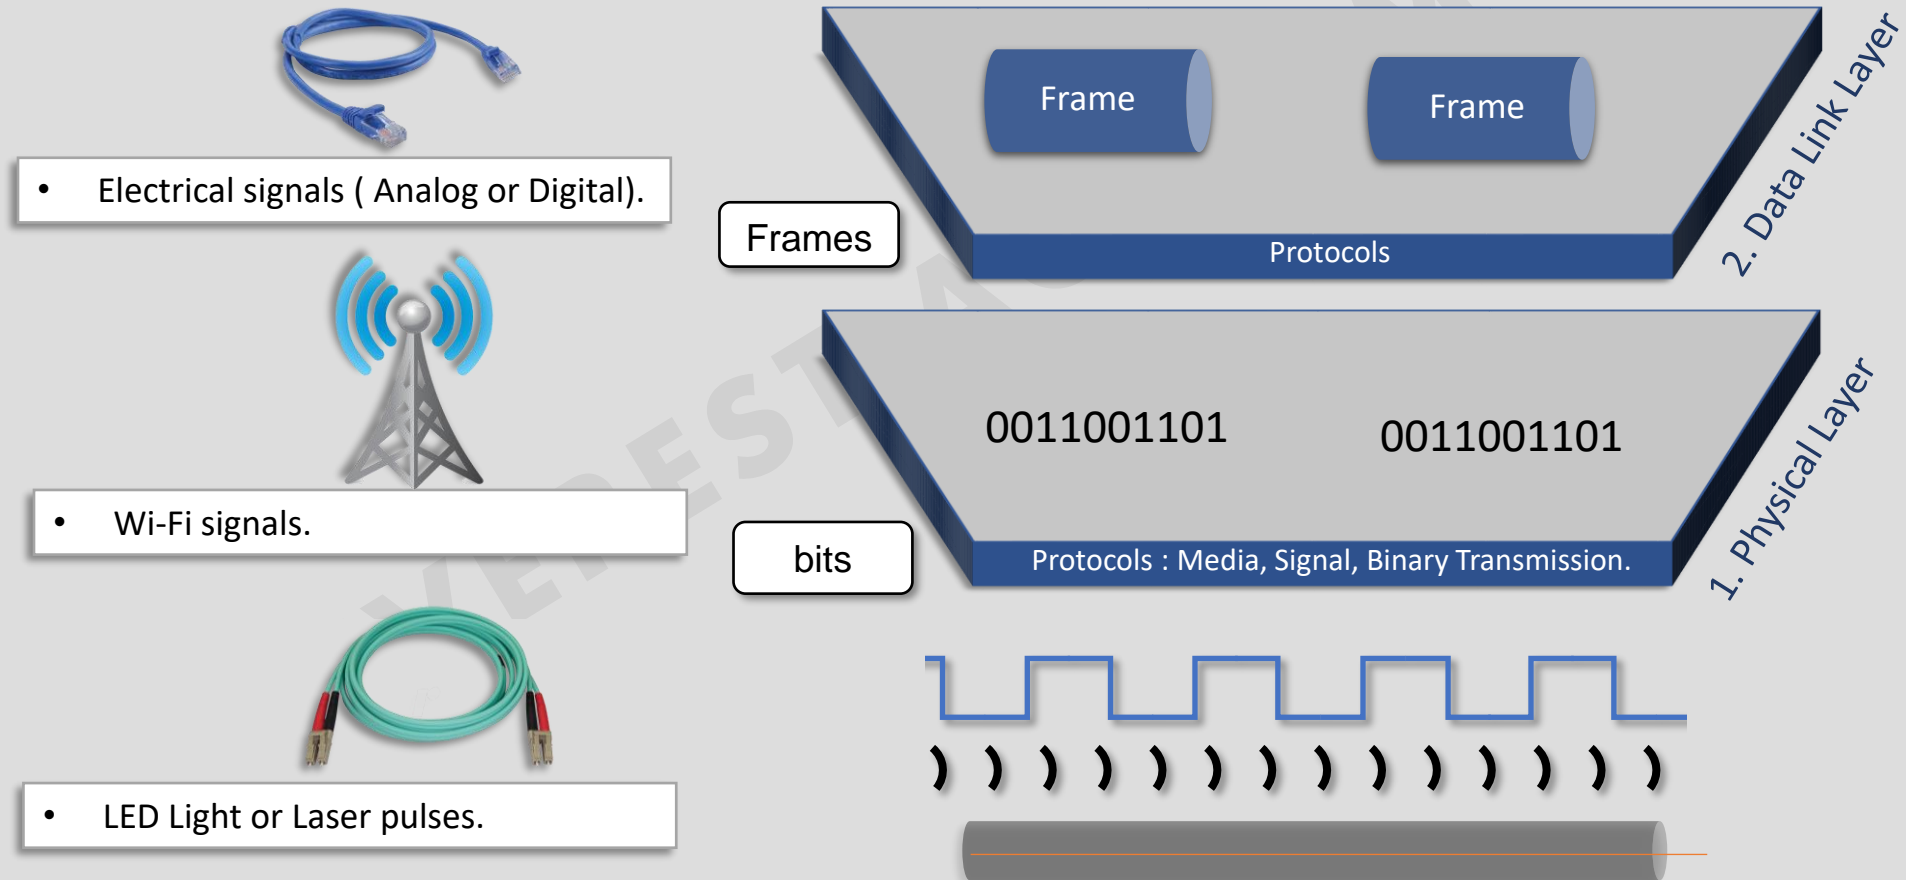 • Electrical signals ( Analog or Digital).
• Wi-Fi signals.
• LED Light or Laser pulses.
Frame
Frame
2. Data Link Layer
Frames
Protocols
0011001101
0011001101
1. Physical Layer
bits
Protocols : Media, Signal, Binary Transmission.